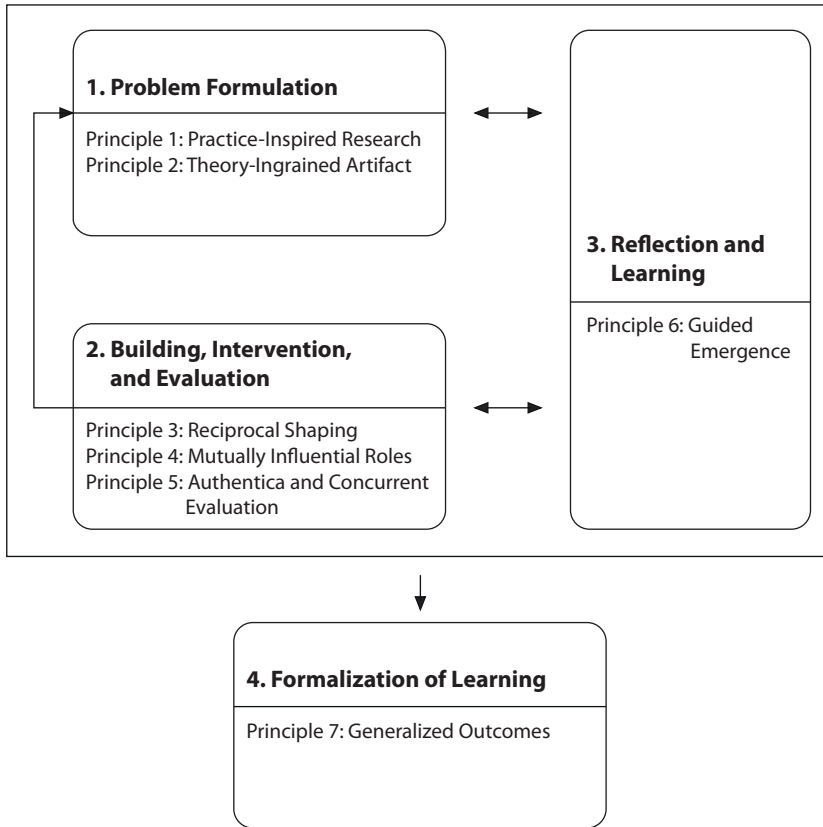 1. Problem Formulation
Principle 1: Practice-Inspired Research
Principle 2: Theory-Ingrained Artifact
2. Building, Intervention,
and Evaluation
Principle 3: Reciprocal Shaping
Principle 4: Mutually Influential Roles
Principle 5: Authentica and Concurrent
Evaluation
3. Reflection and
Learning
Principle 6: Guided
Emergence
4. Formalization of Learning
Principle 7: Generalized Outcomes